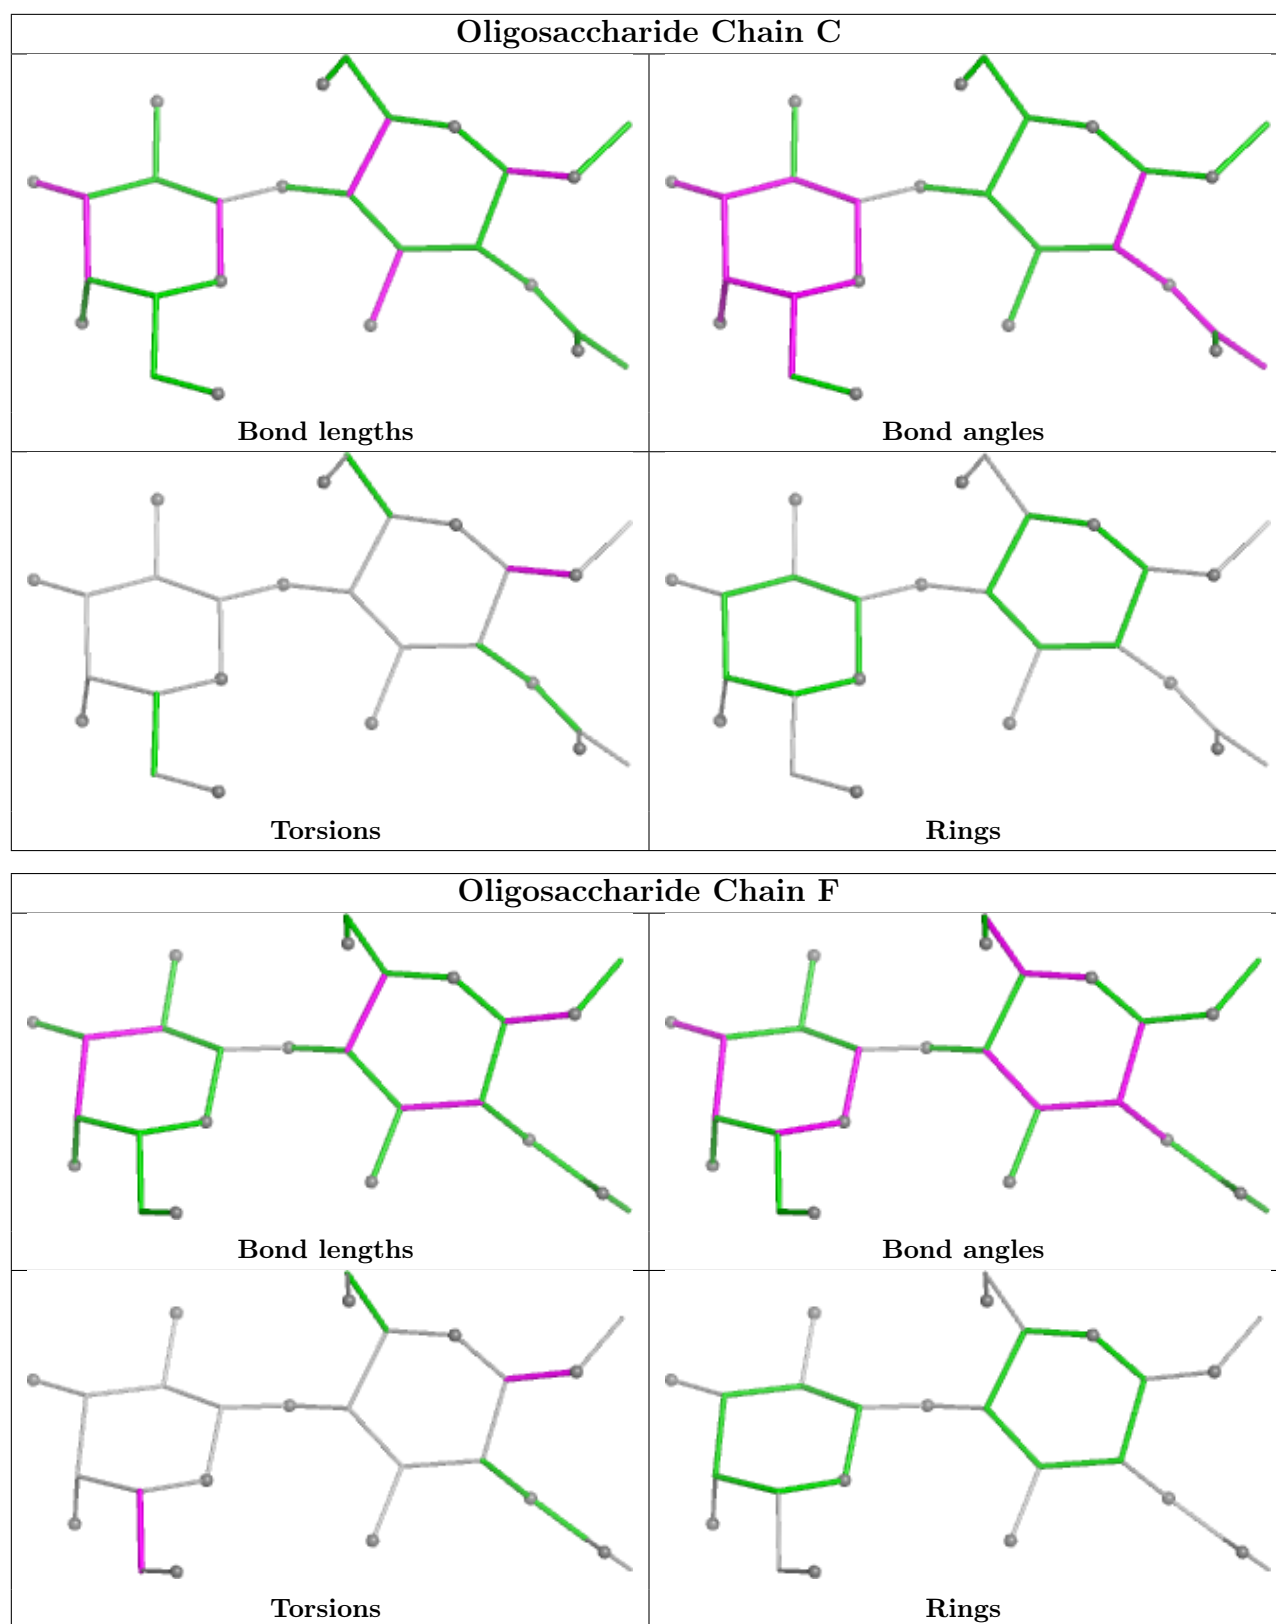 Oligosaccharide Chain C
Bond lengths
Bond angles
Torsions
Rings
Oligosaccharide Chain F
Bond lengths
Bond angles
Torsions
Rings